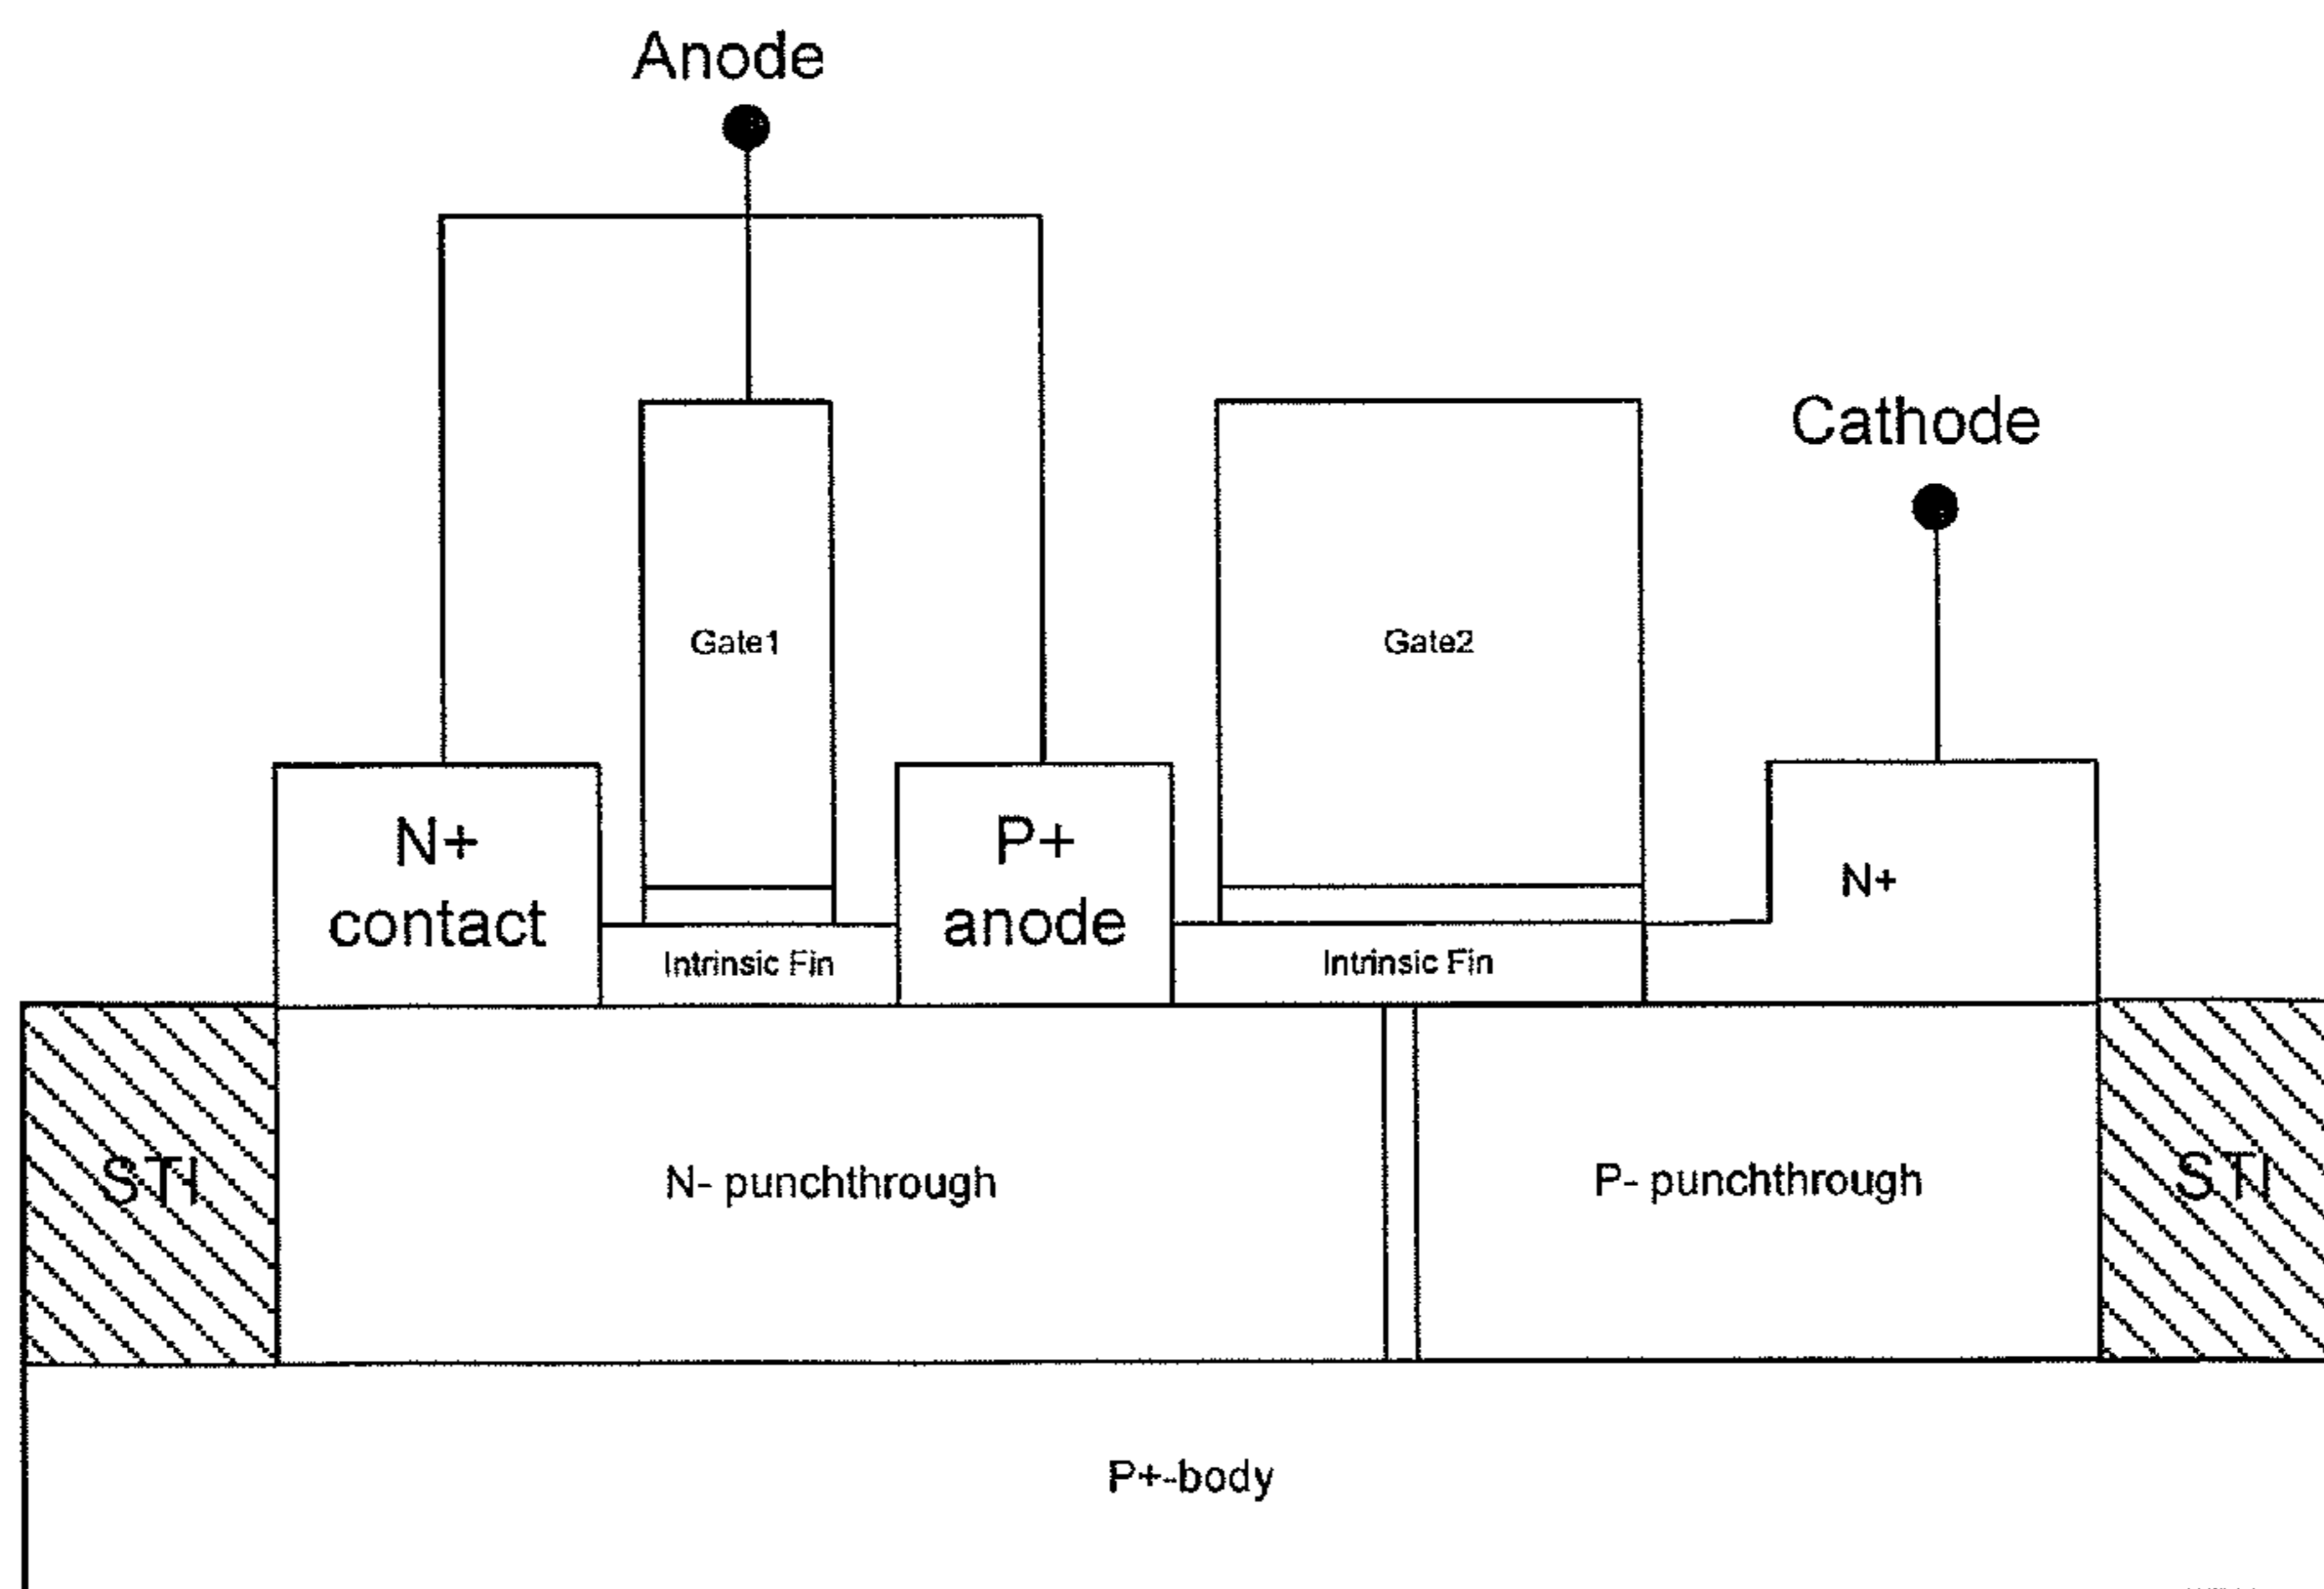 Anode
Cathode
Gate1
Gate2
N+
contact
P+
anode
N+
Intrinsic Fin
Intrinsic Fin
STI
N- punchthrough
P- punchthrough
STI
P+-body